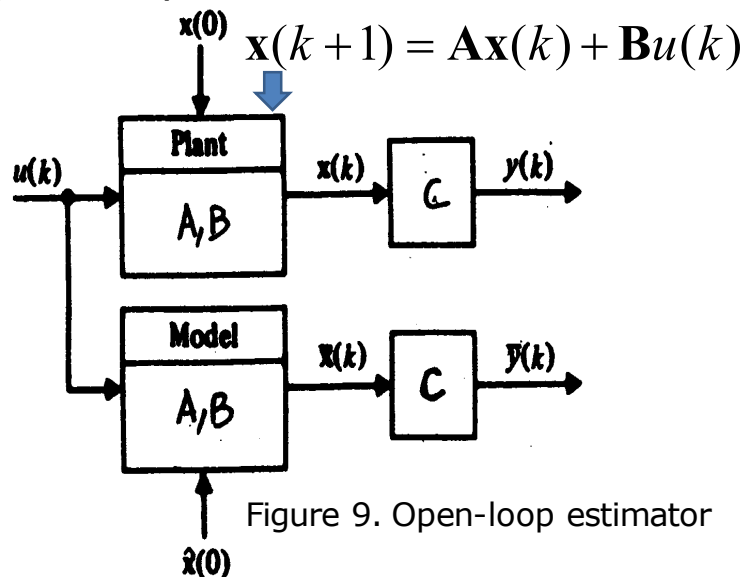 x(0)
x(k+1) = Ax(k) + Bu(k)
Plant
u(k)
x(k)
y(k)
A,B
C
Model
x̄(k)
ȳ(k)
A,B
C
Figure 9. Open-loop estimator
x̂(0)